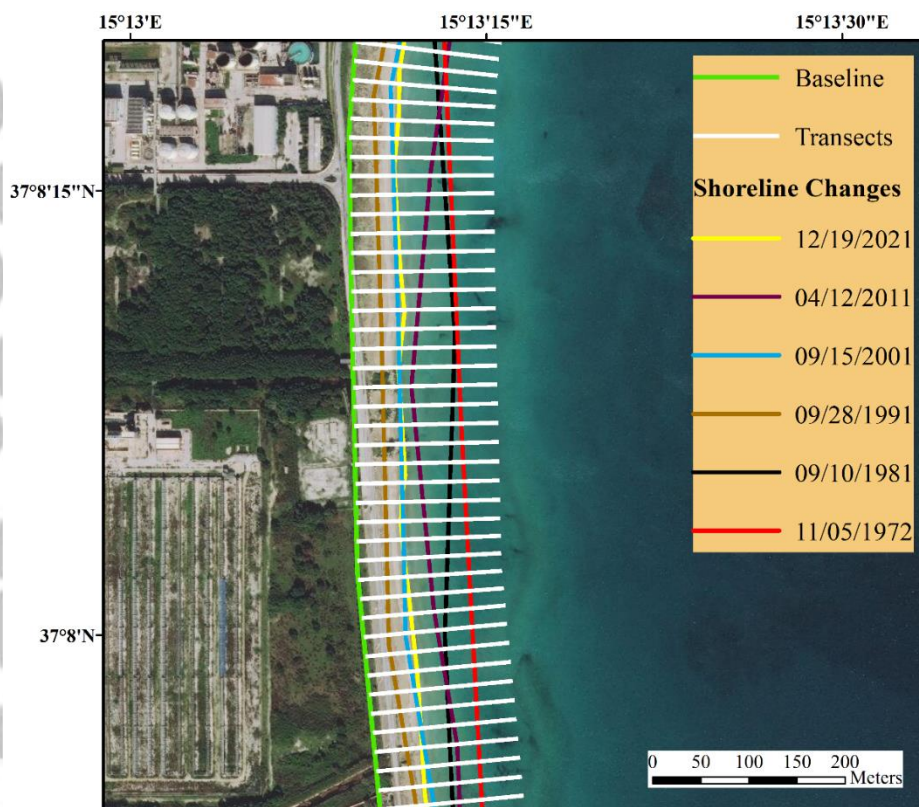 15°13'E
15°13'15"E
15°13'30"E
37°8'15"N
37°8'N
Baseline
Transects
Shoreline Changes
12/19/2021
04/12/2011
09/15/2001
09/28/1991
09/10/1981
11/05/1972
0 50 100 150 200
Meters